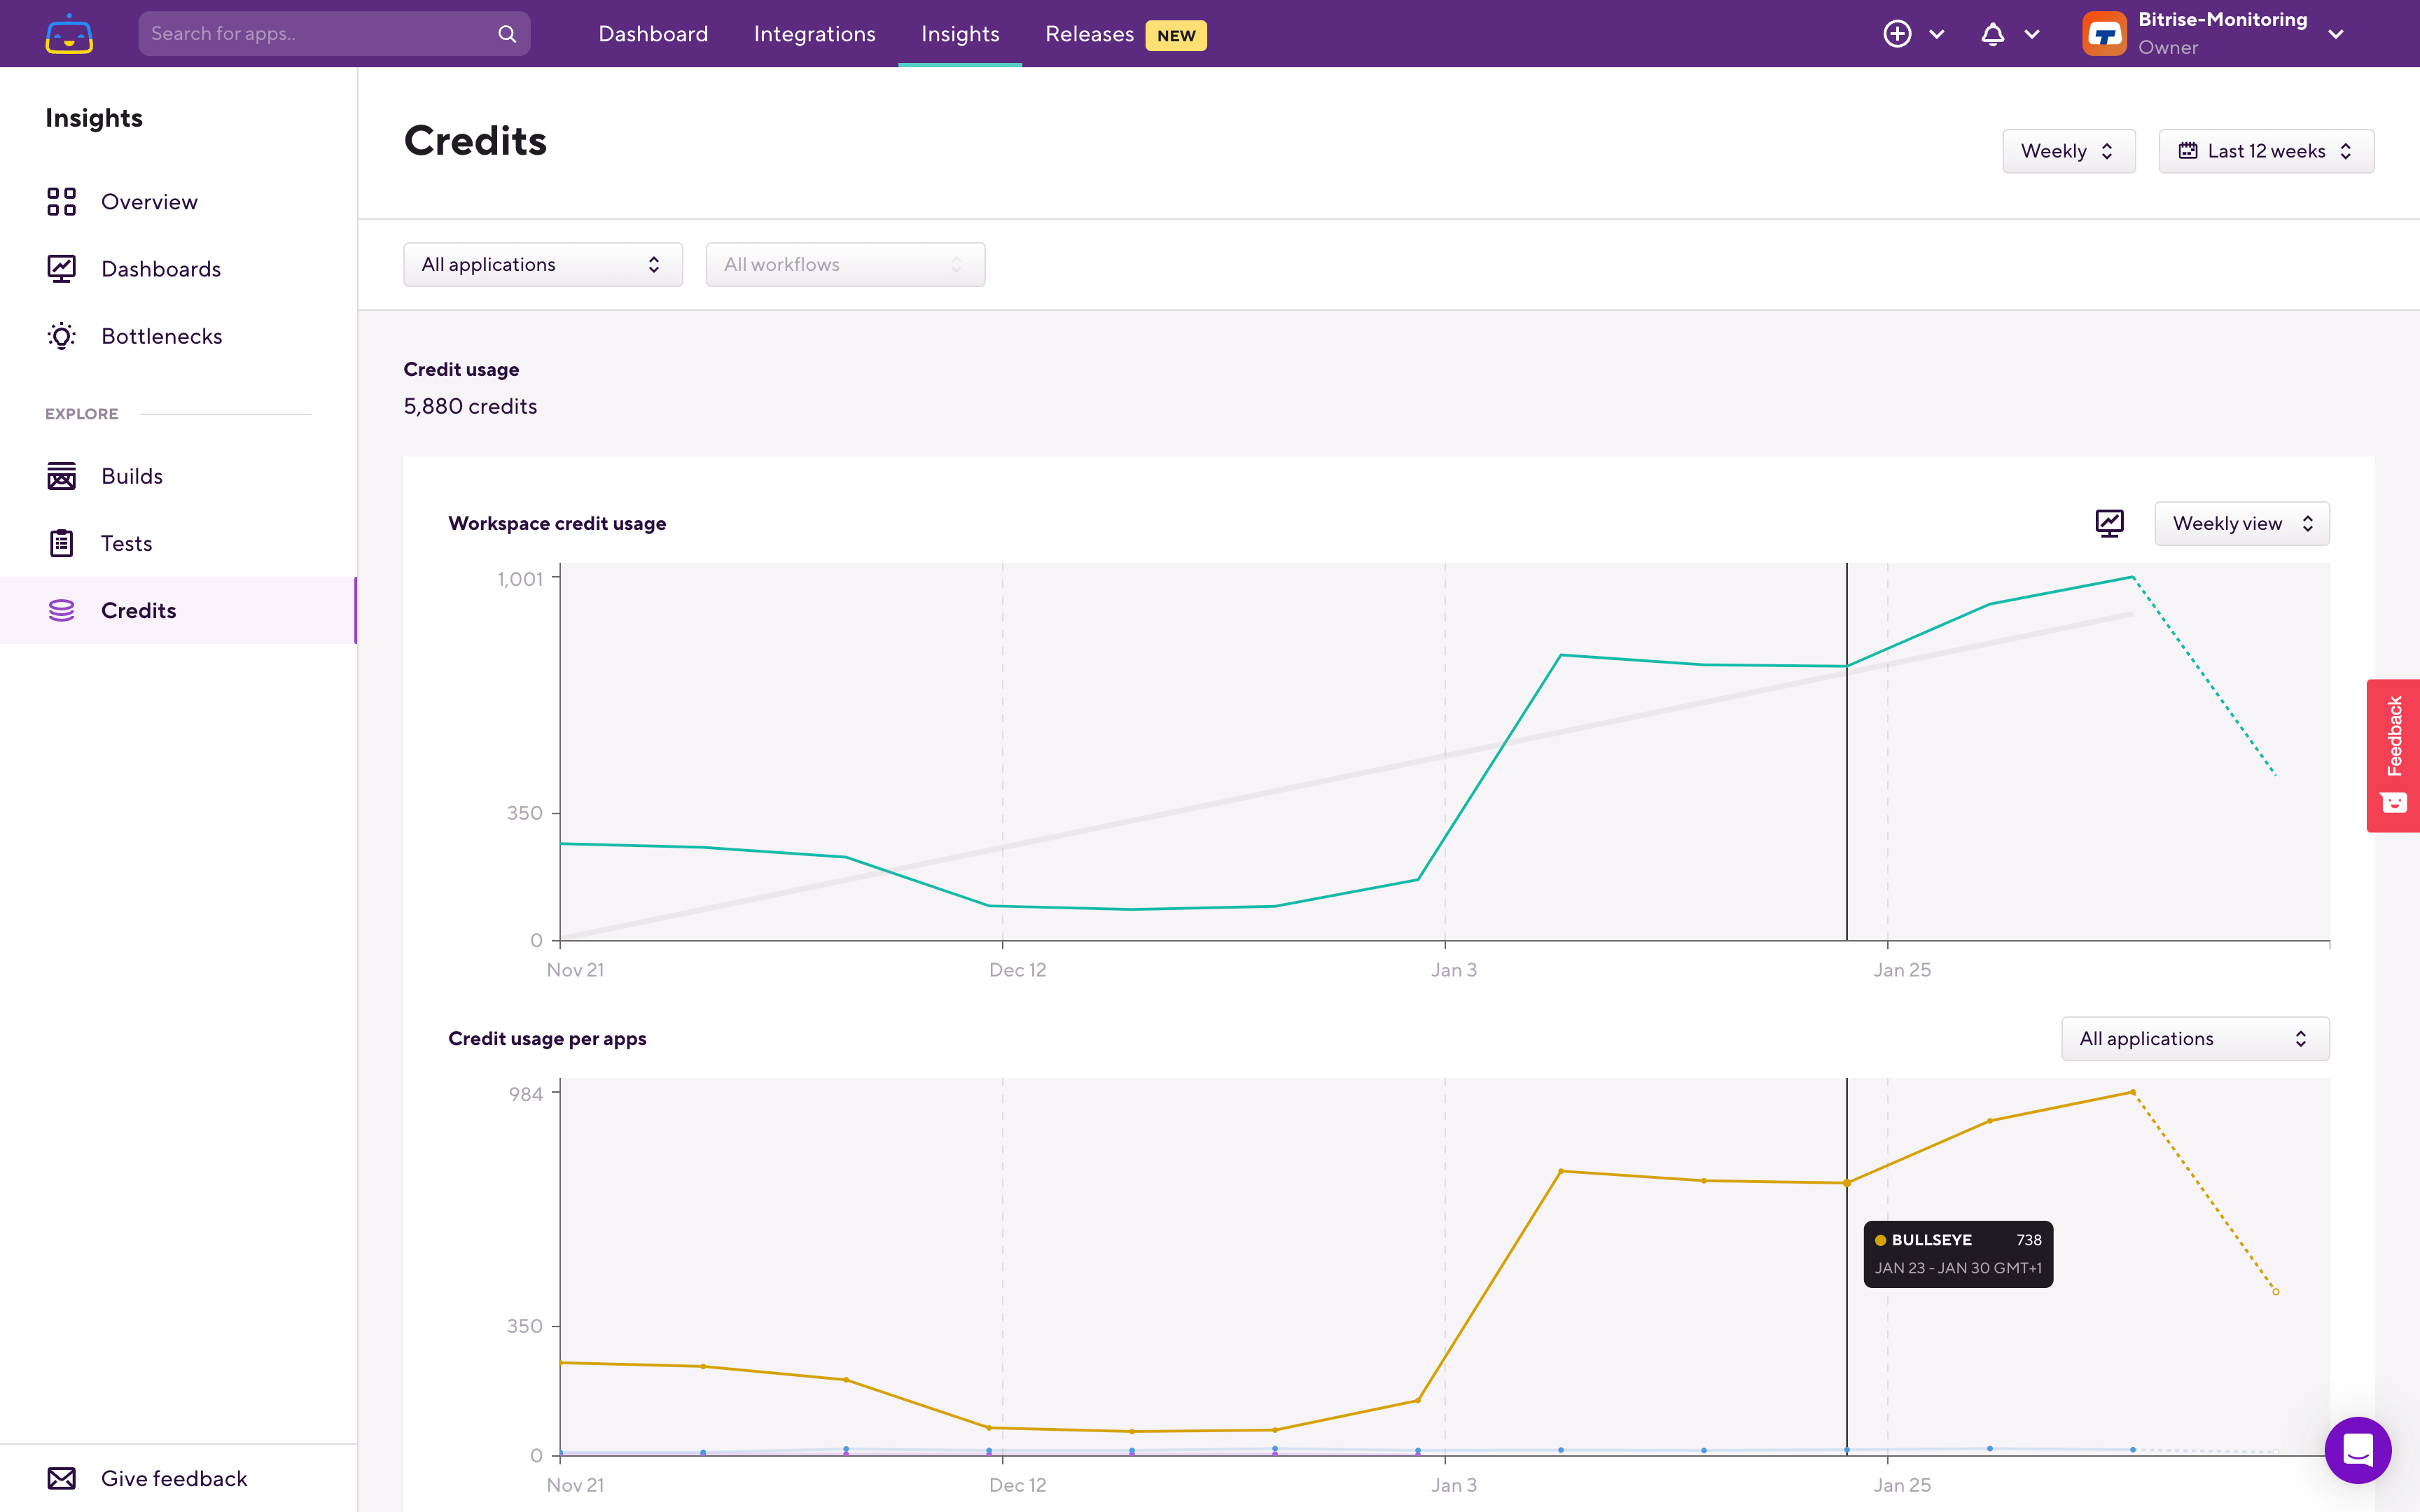 Search for apps..
Dashboard
Integrations
Insights
Releases NEW
Bitrise-Monitoring
Owner
Insights
Overview
Dashboards
Bottlenecks
EXPLORE
Builds
Tests
Credits
Give feedback
Credits
Weekly
Last 12 weeks
All applications
All workflows
Credit usage
5,880 credits
Workspace credit usage
Weekly view
1,001
350
0
Nov 21
Dec 12
Jan 3
Jan 25
Credit usage per apps
All applications
984
350
0
BULLSEYE 738
JAN 23 - JAN 30 GMT+1
Nov 21
Dec 12
Jan 3
Jan 25
Feedback